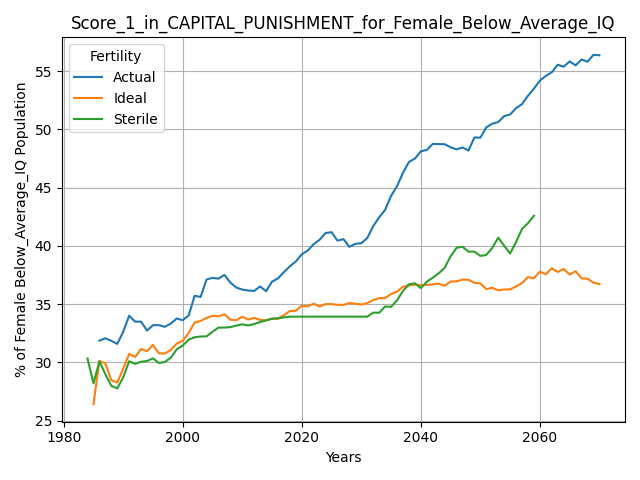 Score_1_in_CAPITAL_PUNISHMENT_for_Female_Below_Average_IQ
% of Female Below_Average_IQ Population
Fertility
Actual
Ideal
Sterile
55
50
45
40
35
30
25
1980
2000
2020
2040
2060
Years